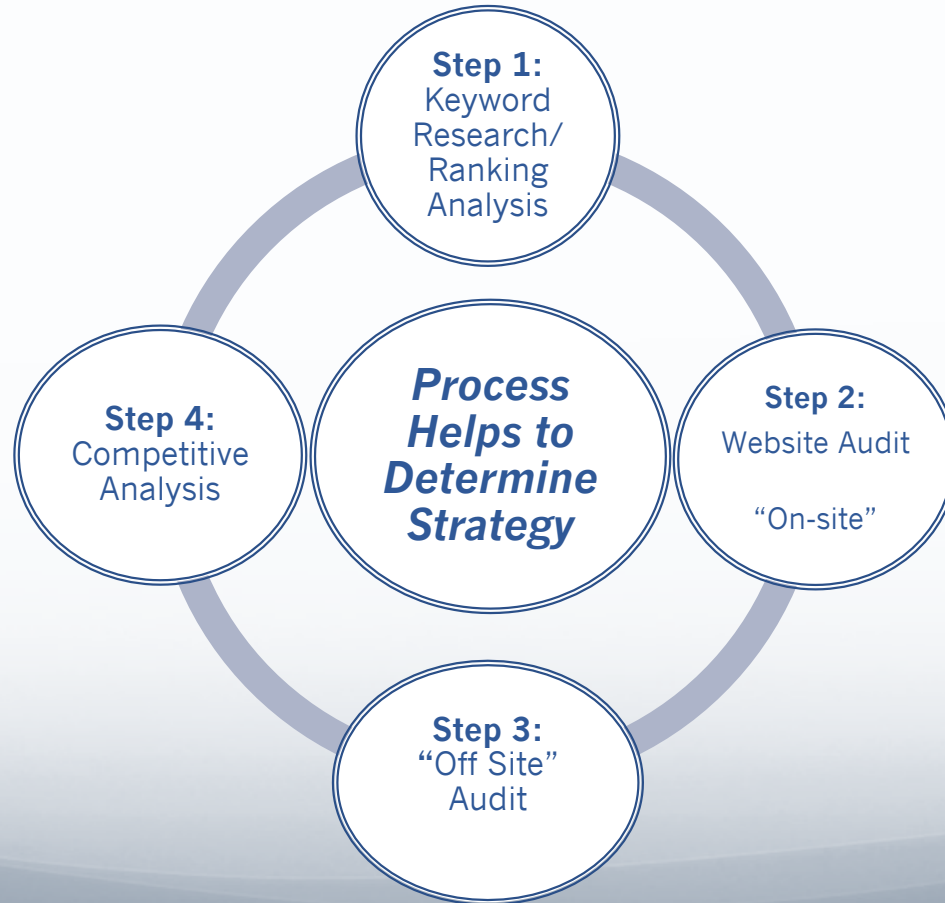 Step 1:
Keyword
Research/
Ranking
Analysis
Step 2:
Website Audit
“On-site”
Step 3:
“Off Site”
Audit
Step 4:
Competitive
Analysis
Process
Helps to
Determine
Strategy